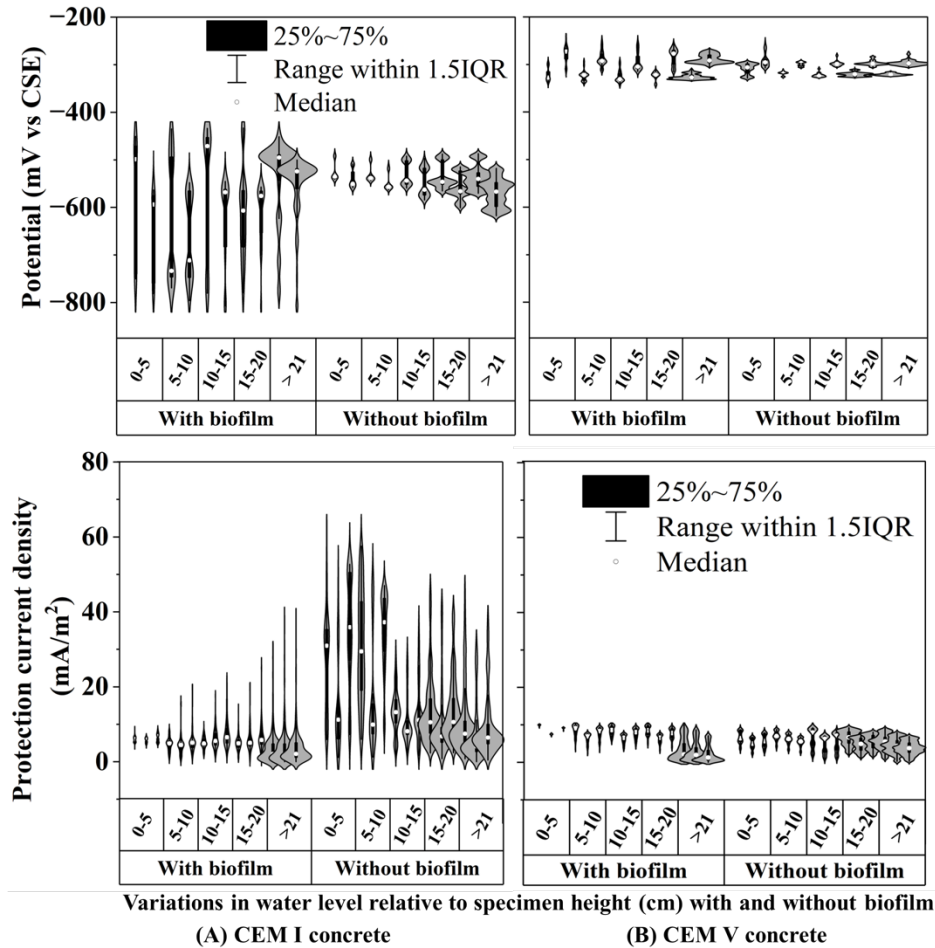 −200
−400
−600
−800
Potential (mV vs CSE)
25%~75%
Range within 1.5IQR
Median
0-5
5-10
10-15
15-20
> 21
0-5
5-10
10-15
15-20
> 21
With biofilm
Without biofilm
0-5
5-10
10-15
15-20
>21
0-5
5-10
10-15
15-20
>21
With biofilm
Without biofilm
80
60
40
20
0
Protection current density
(mA/m²)
25%~75%
Range within 1.5IQR
Median
0-5
5-10
10-15
15-20
>21
0-5
5-10
10-15
15-20
>21
With biofilm
Without biofilm
0-5
5-10
10-15
15-20
>21
0-5
5-10
10-15
15-20
>21
With biofilm
Without biofilm
Variations in water level relative to specimen height (cm) with and without biofilm
(A) CEM I concrete
(B) CEM V concrete